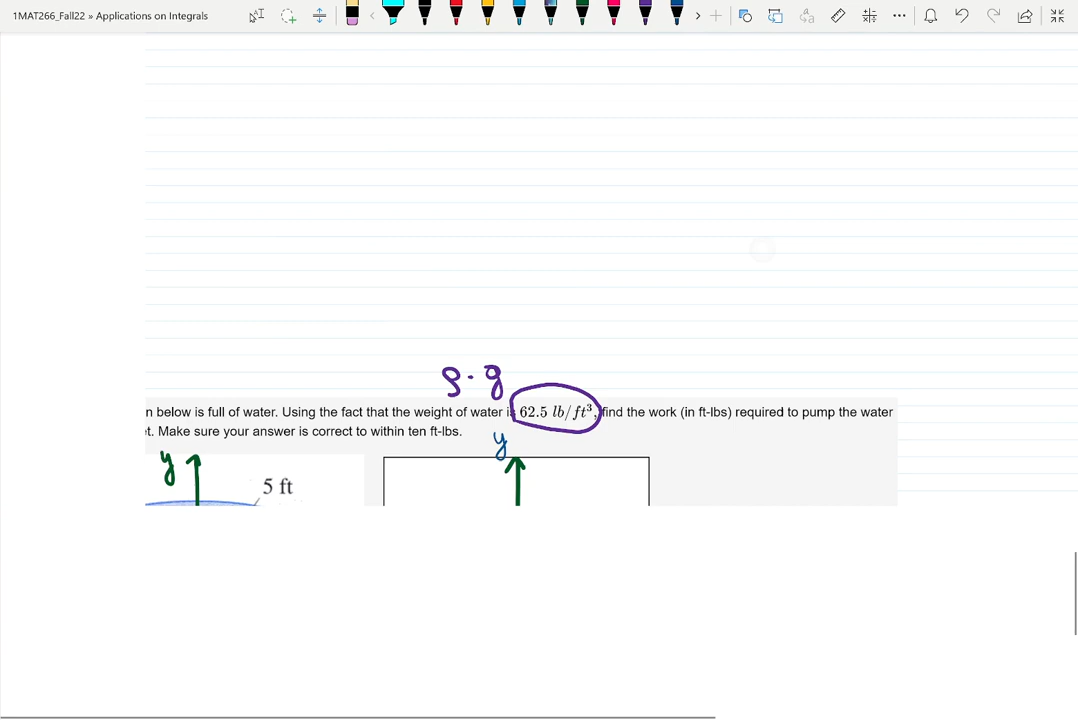 1MAT266_Fall22 » Applications on Integrals
ρ · g
n below is full of water. Using the fact that the weight of water is 62.5 lb/ft³, find the work (in ft-lbs) required to pump the water
t. Make sure your answer is correct to within ten ft-lbs.
y
y
5 ft